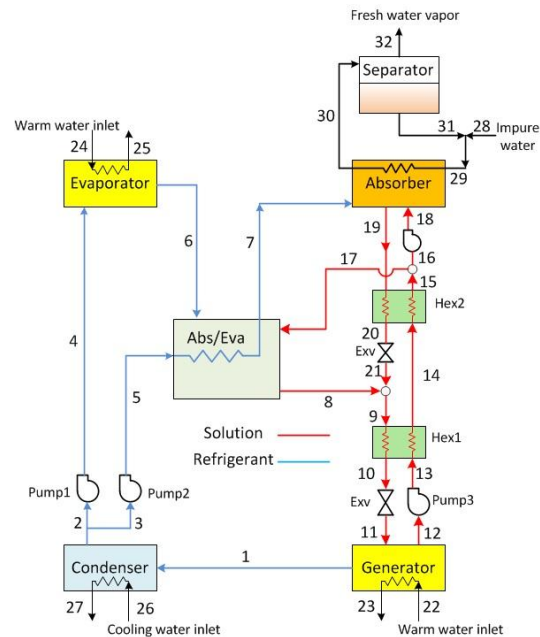 Fresh water vapor
32
Separator
30
31
28
Impure
water
29
Warm water inlet
24
25
Evaporator
Absorber
18
19
6
7
17
16
15
Hex2
4
Abs/Eva
20
Exv
21
14
5
8
9
Solution
Refrigerant
Hex1
10
13
Pump1
Pump2
Exv
Pump3
2
3
11
12
1
Condenser
Generator
27
26
23
22
Cooling water inlet
Warm water inlet